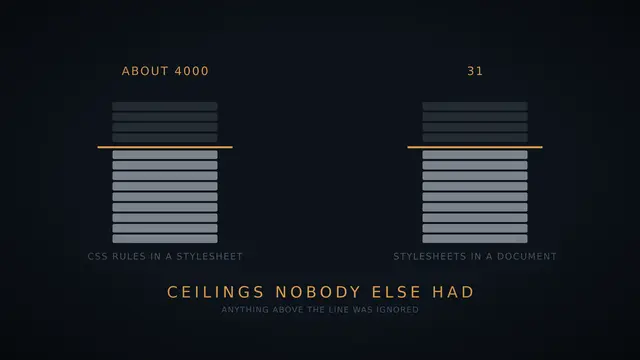 ABOUT 4000
31
CSS RULES IN A STYLESHEET
STYLESHEETS IN A DOCUMENT
CEILINGS NOBODY ELSE HAD
ANYTHING ABOVE THE LINE WAS IGNORED